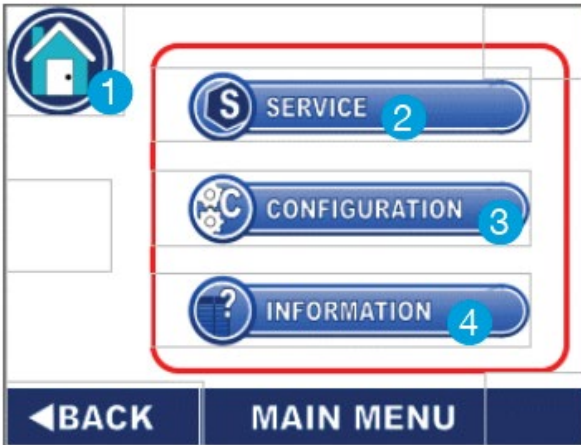 1
S SERVICE 2
C CONFIGURATION 3
? INFORMATION 4
◀BACK MAIN MENU